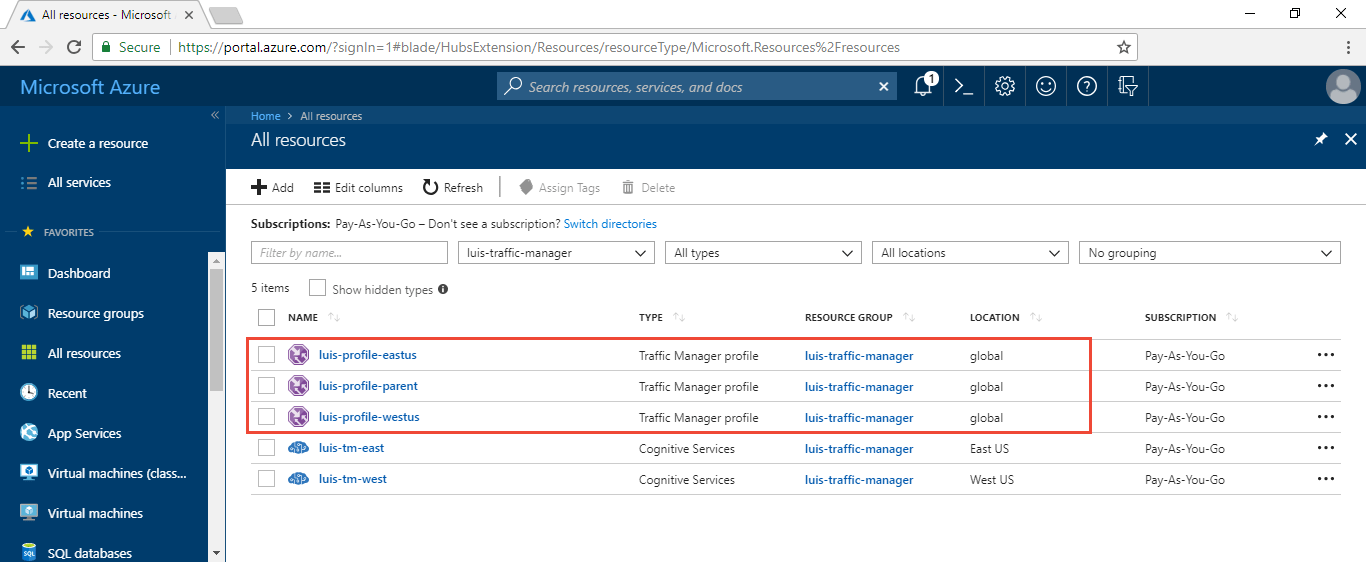 All resources - Microsoft
Secure https://portal.azure.com/?signIn=1#blade/HubsExtension/Resources/resourceType/Microsoft.Resources%2Fresources
Microsoft Azure
Search resources, services, and docs
1
Create a resource
All services
FAVORITES
Dashboard
Resource groups
All resources
Recent
App Services
Virtual machines (class...
Virtual machines
SQL databases
Home > All resources
All resources
Add Edit columns Refresh Assign Tags Delete
Subscriptions: Pay-As-You-Go – Don't see a subscription? Switch directories
Filter by name... luis-traffic-manager All types All locations No grouping
5 items Show hidden types
NAME TYPE RESOURCE GROUP LOCATION SUBSCRIPTION
luis-profile-eastus Traffic Manager profile luis-traffic-manager global Pay-As-You-Go
luis-profile-parent Traffic Manager profile luis-traffic-manager global Pay-As-You-Go
luis-profile-westus Traffic Manager profile luis-traffic-manager global Pay-As-You-Go
luis-tm-east Cognitive Services luis-traffic-manager East US Pay-As-You-Go
luis-tm-west Cognitive Services luis-traffic-manager West US Pay-As-You-Go